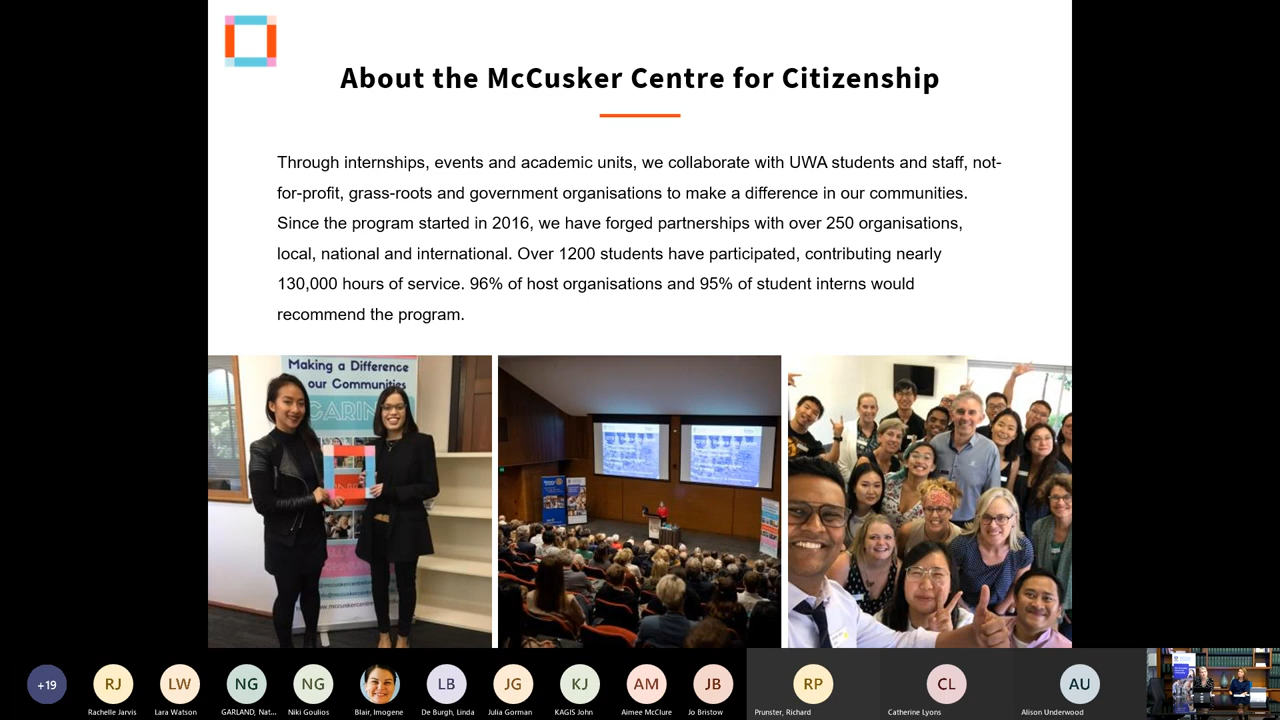 About the McCusker Centre for Citizenship
Through internships, events and academic units, we collaborate with UWA students and staff, not-
for-profit, grass-roots and government organisations to make a difference in our communities.
Since the program started in 2016, we have forged partnerships with over 250 organisations,
local, national and international. Over 1200 students have participated, contributing nearly
130,000 hours of service. 96% of host organisations and 95% of student interns would
recommend the program.
Making a Difference
our Communities
CARIN
+19
RJ
LW
NG
NG
LB
JG
KJ
AM
JB
RP
CL
AU
Rachelle Jarvis
Lara Watson
GARLAND, Nat...
Niki Goulios
Blair, Imogene
De Burgh, Linda
Julia Gorman
KAGIS John
Aimee McClure
Jo Bristow
Prunster, Richard
Catherine Lyons
Alison Underwood